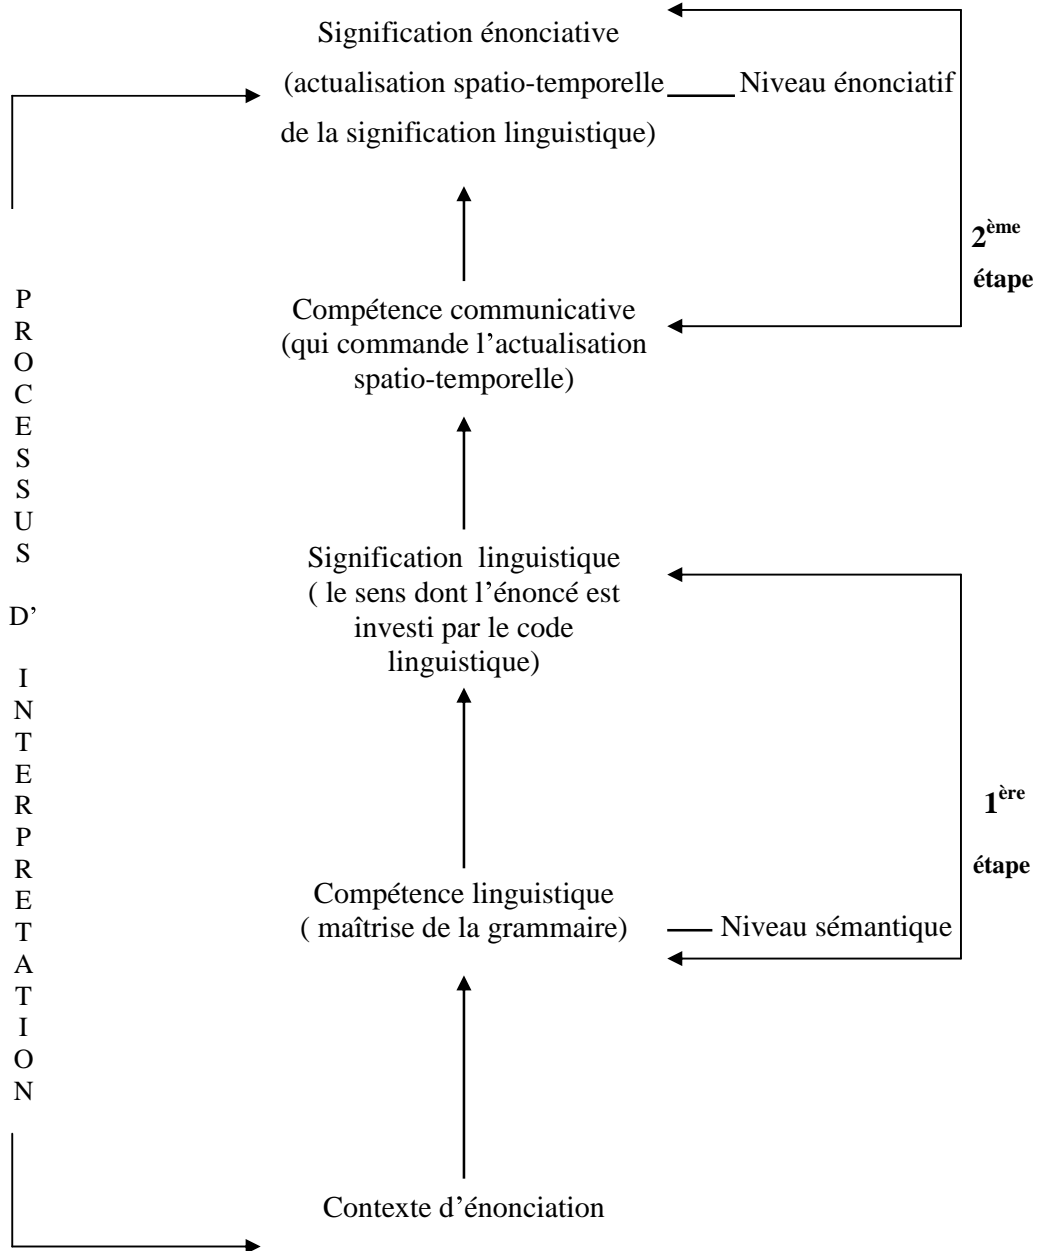 Signification énonciative
(actualisation spatio-temporelle
Niveau énonciatif
de la signification linguistique)
2ème
étape
Compétence communicative
(qui commande l’actualisation
spatio-temporelle)
PROCESSUS
D’
INTERPRETATION
Signification linguistique
( le sens dont l’énoncé est
investi par le code
linguistique)
1ère
étape
Compétence linguistique
( maîtrise de la grammaire)
Niveau sémantique
Contexte d’énonciation